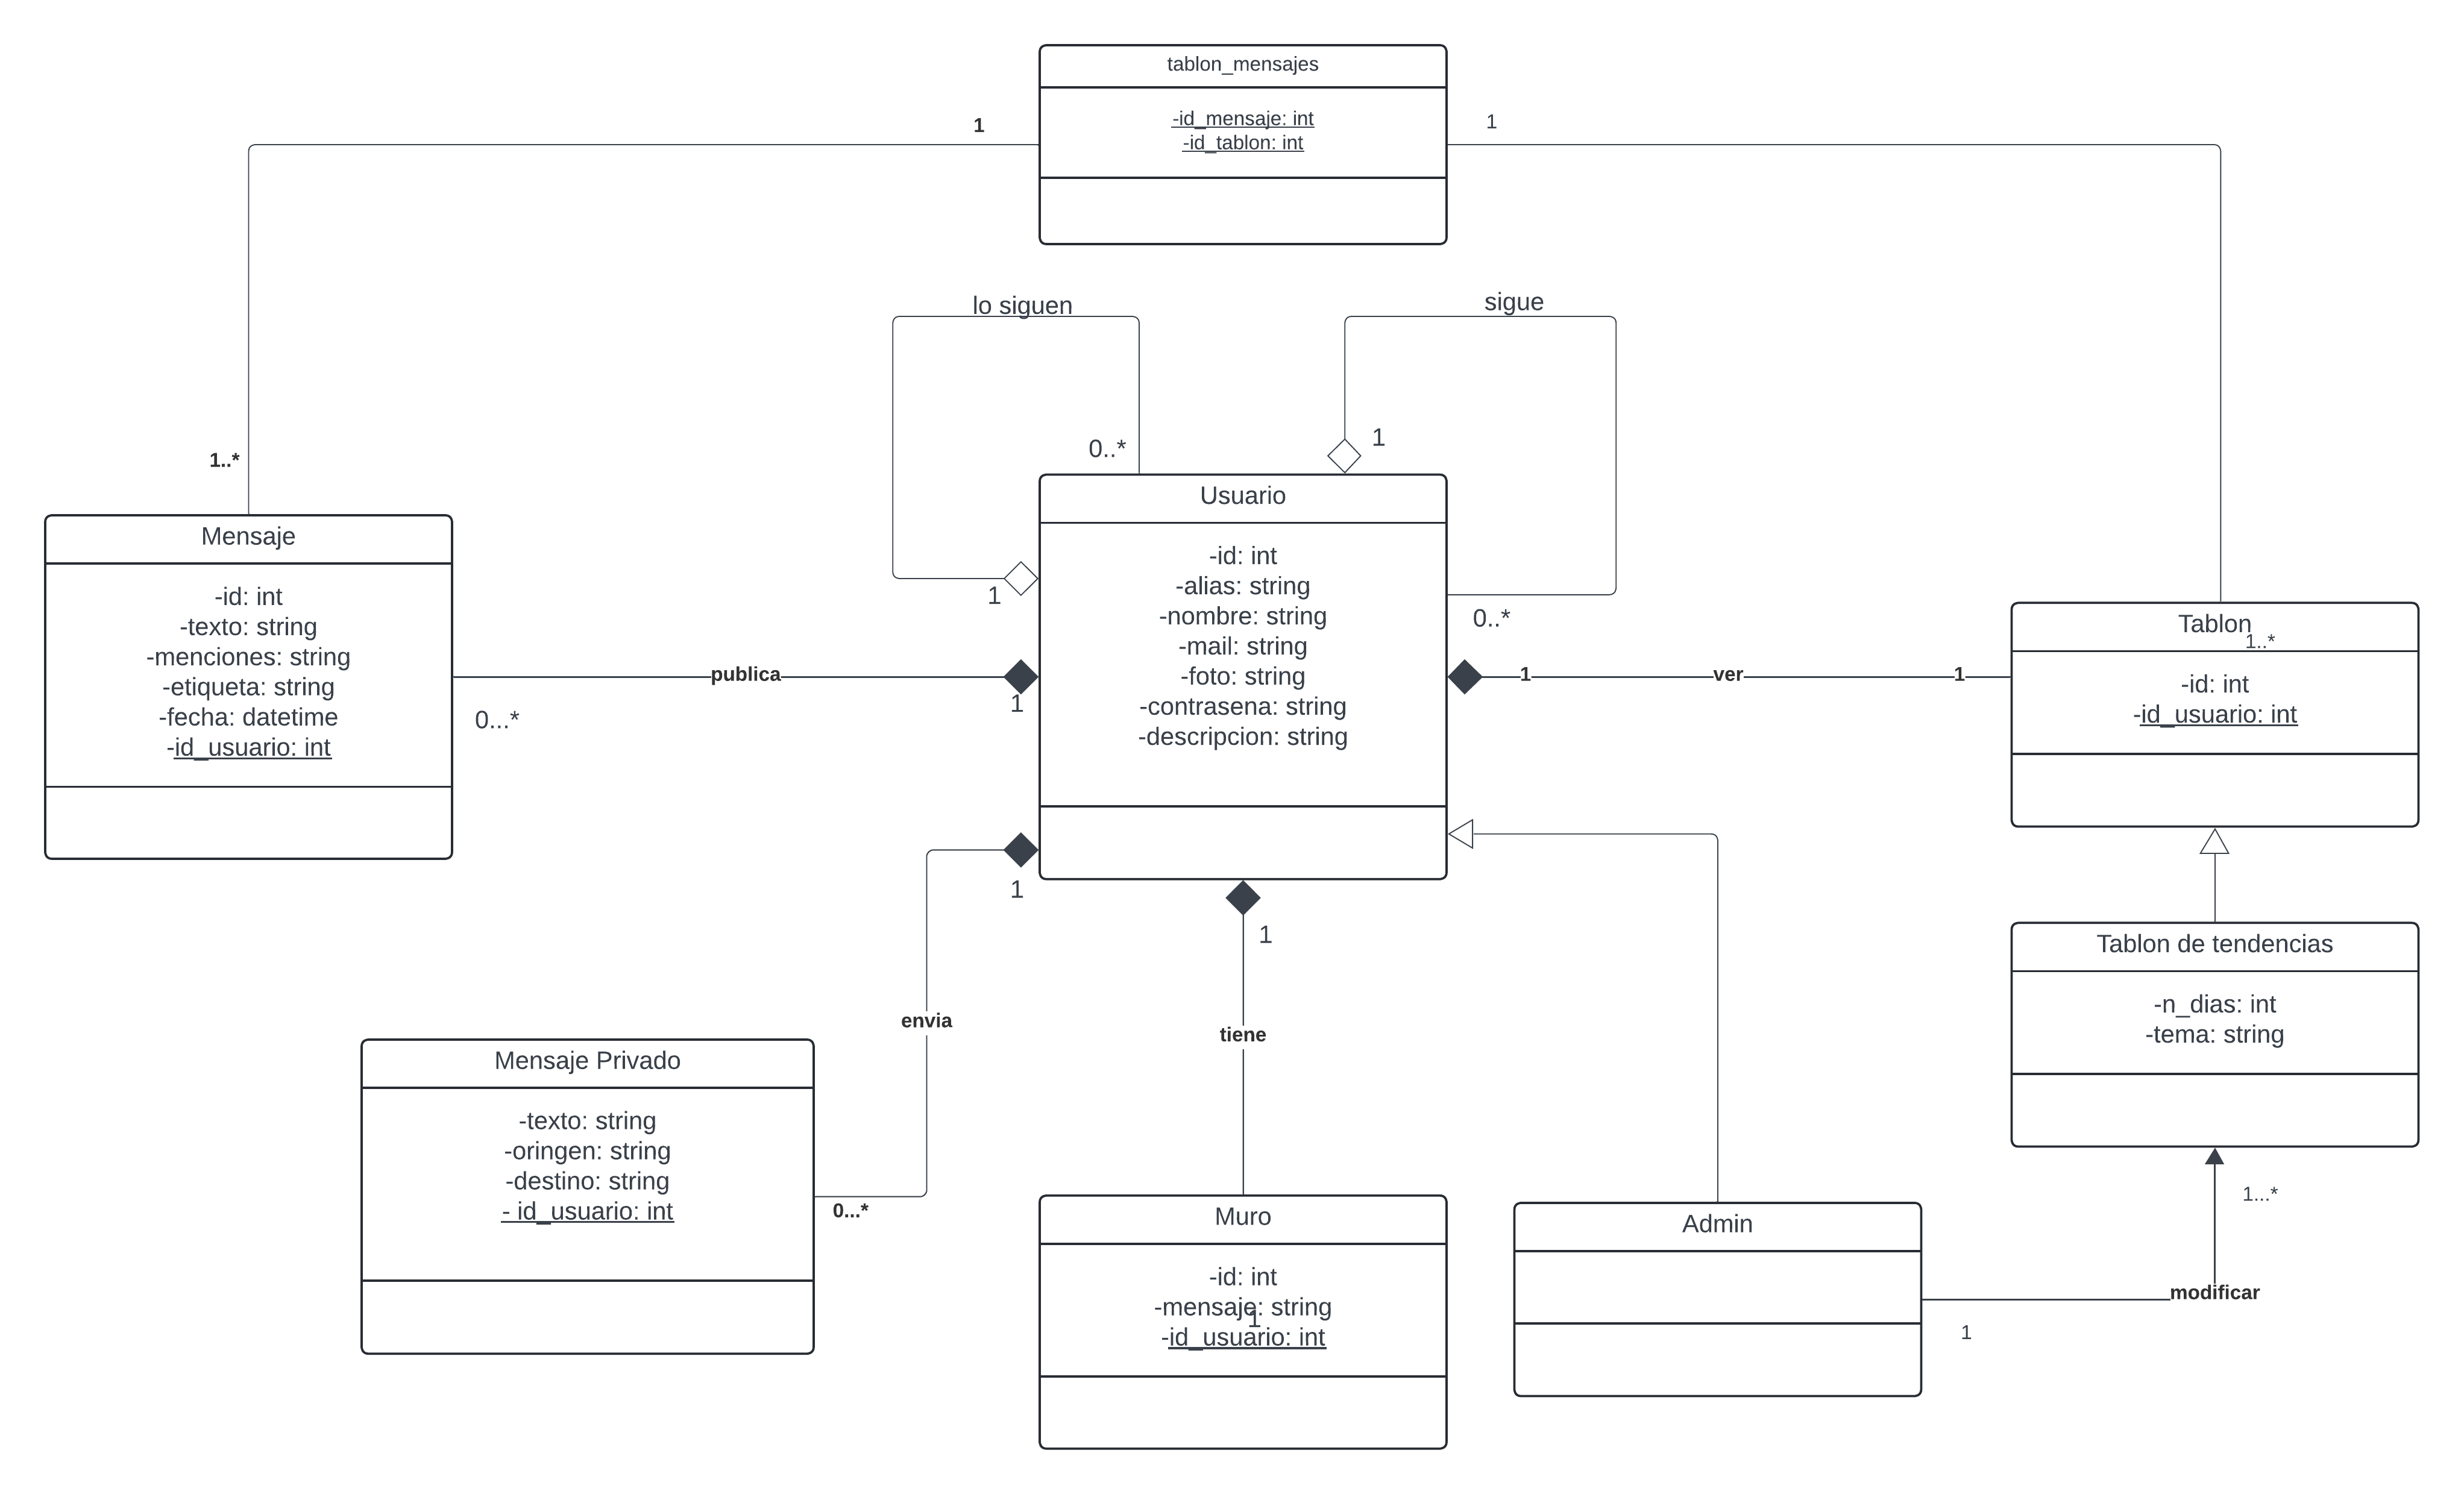 tablon_mensajes
-id_mensaje: int
-id_tablon: int
1
1
lo siguen
sigue
0..*
1
1..*
Mensaje
-id: int
-texto: string
-menciones: string
-etiqueta: string
-fecha: datetime
-id_usuario: int
Usuario
-id: int
-alias: string
-nombre: string
-mail: string
-foto: string
-contrasena: string
-descripcion: string
1
0..*
publica
0...*
1
1
ver
1
Tablon
1..*
-id: int
-id_usuario: int
1
1
envia
tiene
Tablon de tendencias
-n_dias: int
-tema: string
Mensaje Privado
-texto: string
-oringen: string
-destino: string
- id_usuario: int
0...*
Muro
-id: int
-mensaje: string
1
-id_usuario: int
Admin
1...*
modificar
1